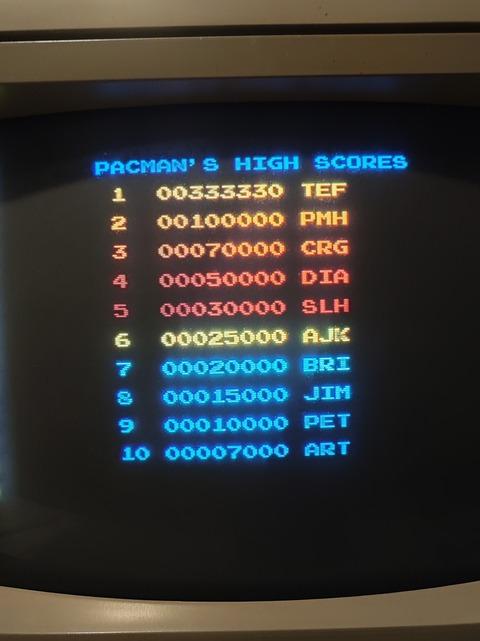 PACMAN'S HIGH SCORES
1 00333330 TEF
2 00100000 PMH
3 00070000 CRG
4 00050000 DIA
5 00030000 SLH
6 00025000 AJK
7 00020000 BRI
8 00015000 JIM
9 00010000 PET
10 00007000 ART